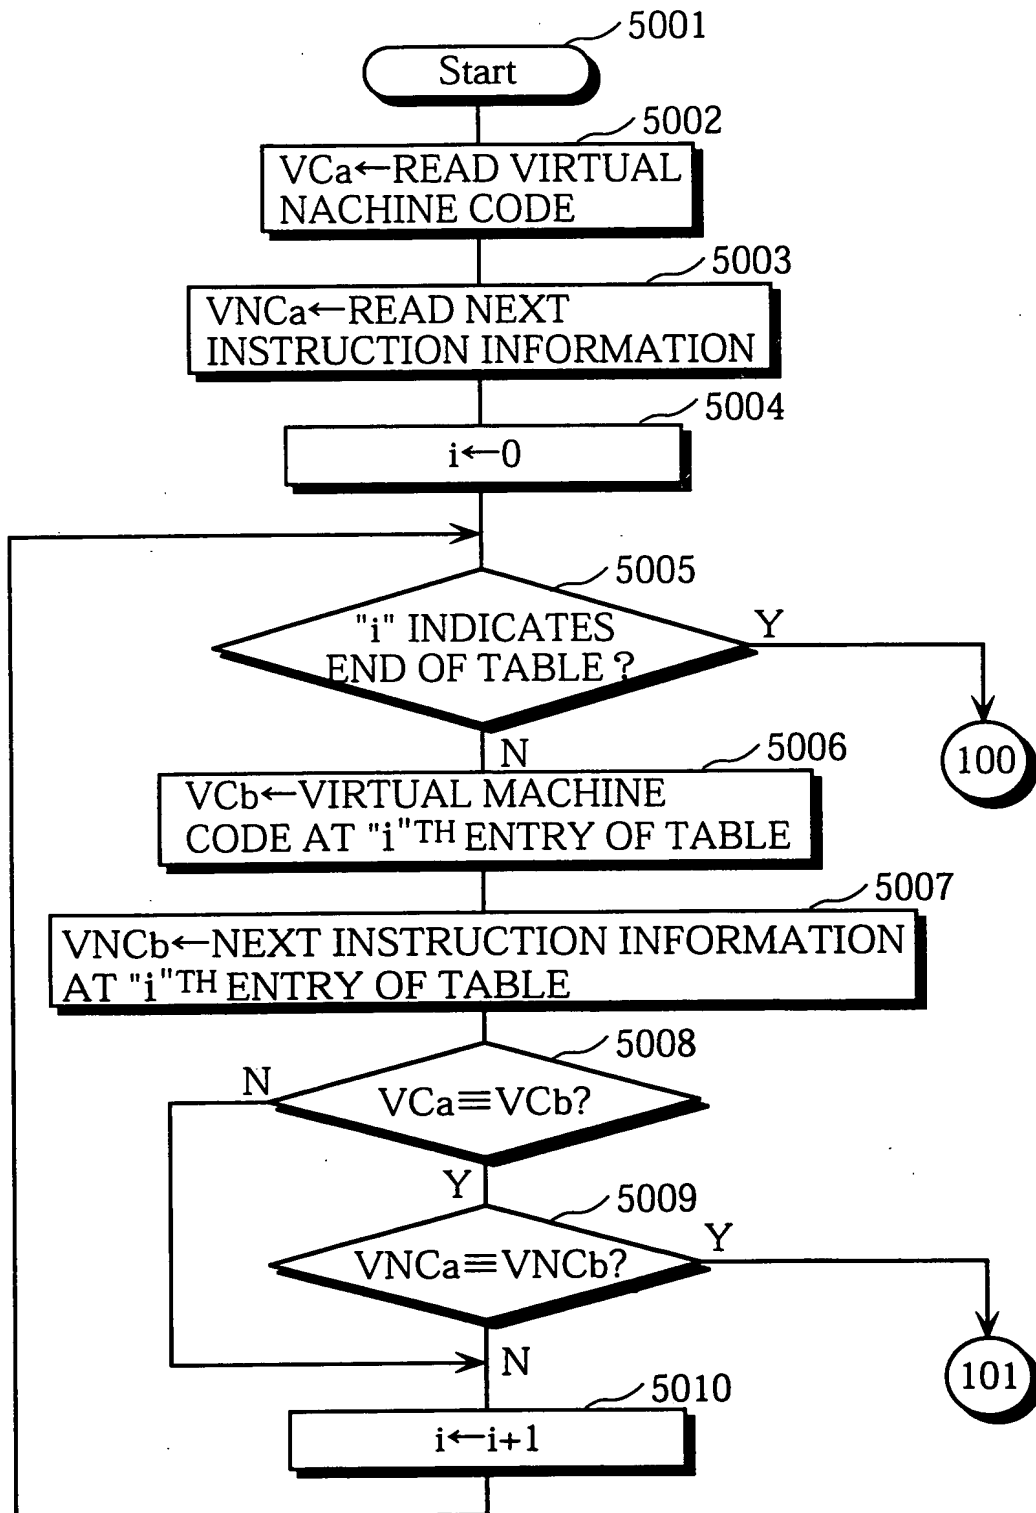 5001
Start
5002
VCa←READ VIRTUAL
NACHINE CODE
5003
VNCa←READ NEXT
INSTRUCTION INFORMATION
5004
i←0
5005
"i" INDICATES
END OF TABLE ?
Y
100
N
5006
VCb←VIRTUAL MACHINE
CODE AT "i"TH ENTRY OF TABLE
5007
VNCb←NEXT INSTRUCTION INFORMATION
AT "i"TH ENTRY OF TABLE
5008
N
VCa≡VCb?
Y
5009
VNCa≡VNCb?
Y
101
N
5010
i←i+1